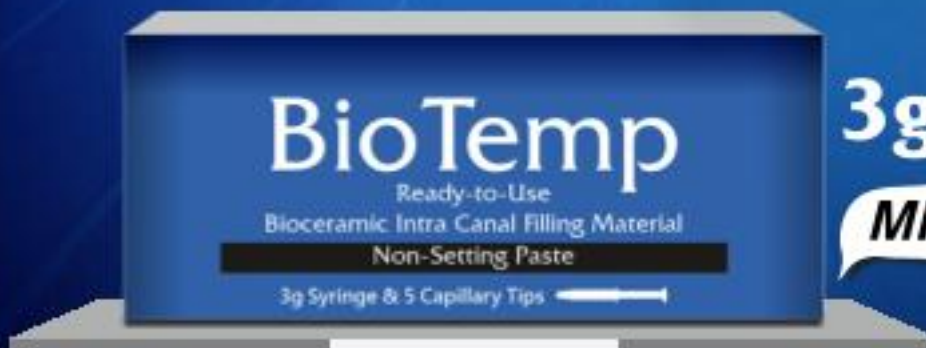 BioTemp
Ready-to-Use
Bioceramic Intra Canal Filling Material
Non-Setting Paste
3g Syringe & 5 Capillary Tips
3g